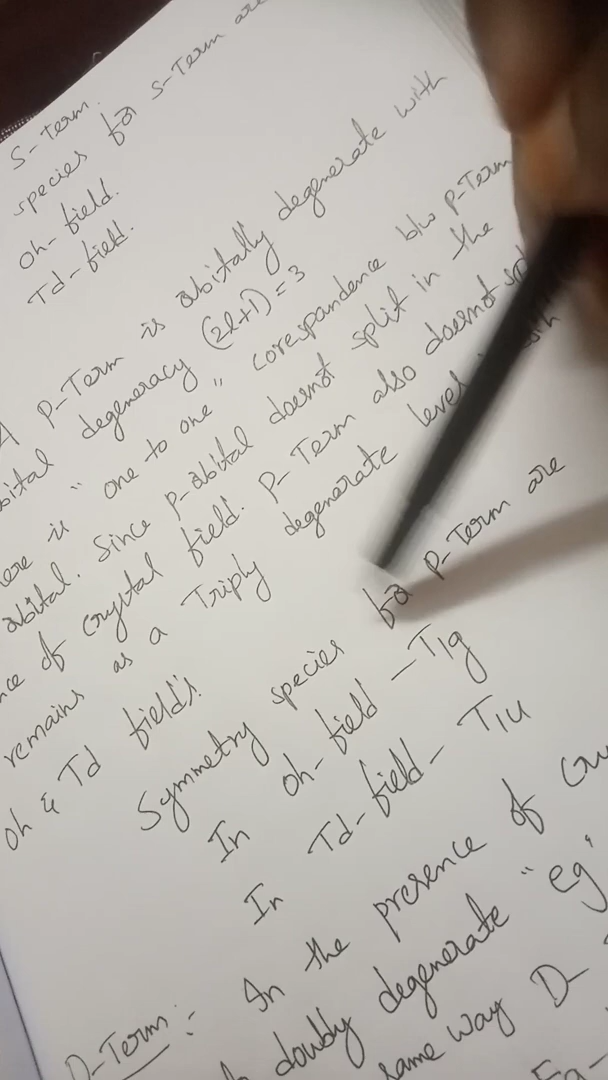 S-Term.
species for S-Term are
Oh-field.
Td-field.
P-Term is orbitally degenerate with
degeneracy (2l+1) = 3
is "one to one" corespondance b/w P-Term
orbital. Since p-orbital doesnot split in the
of crystal field. P-Term also doesnot
remains as a Triply degenerate level
Oh & Td field's
Symmetry species for P-Term are
In Oh-field - T1g
In Td-field - T1u
D-Term :- In the presence of
doubly degenerate "eg"
same way D-